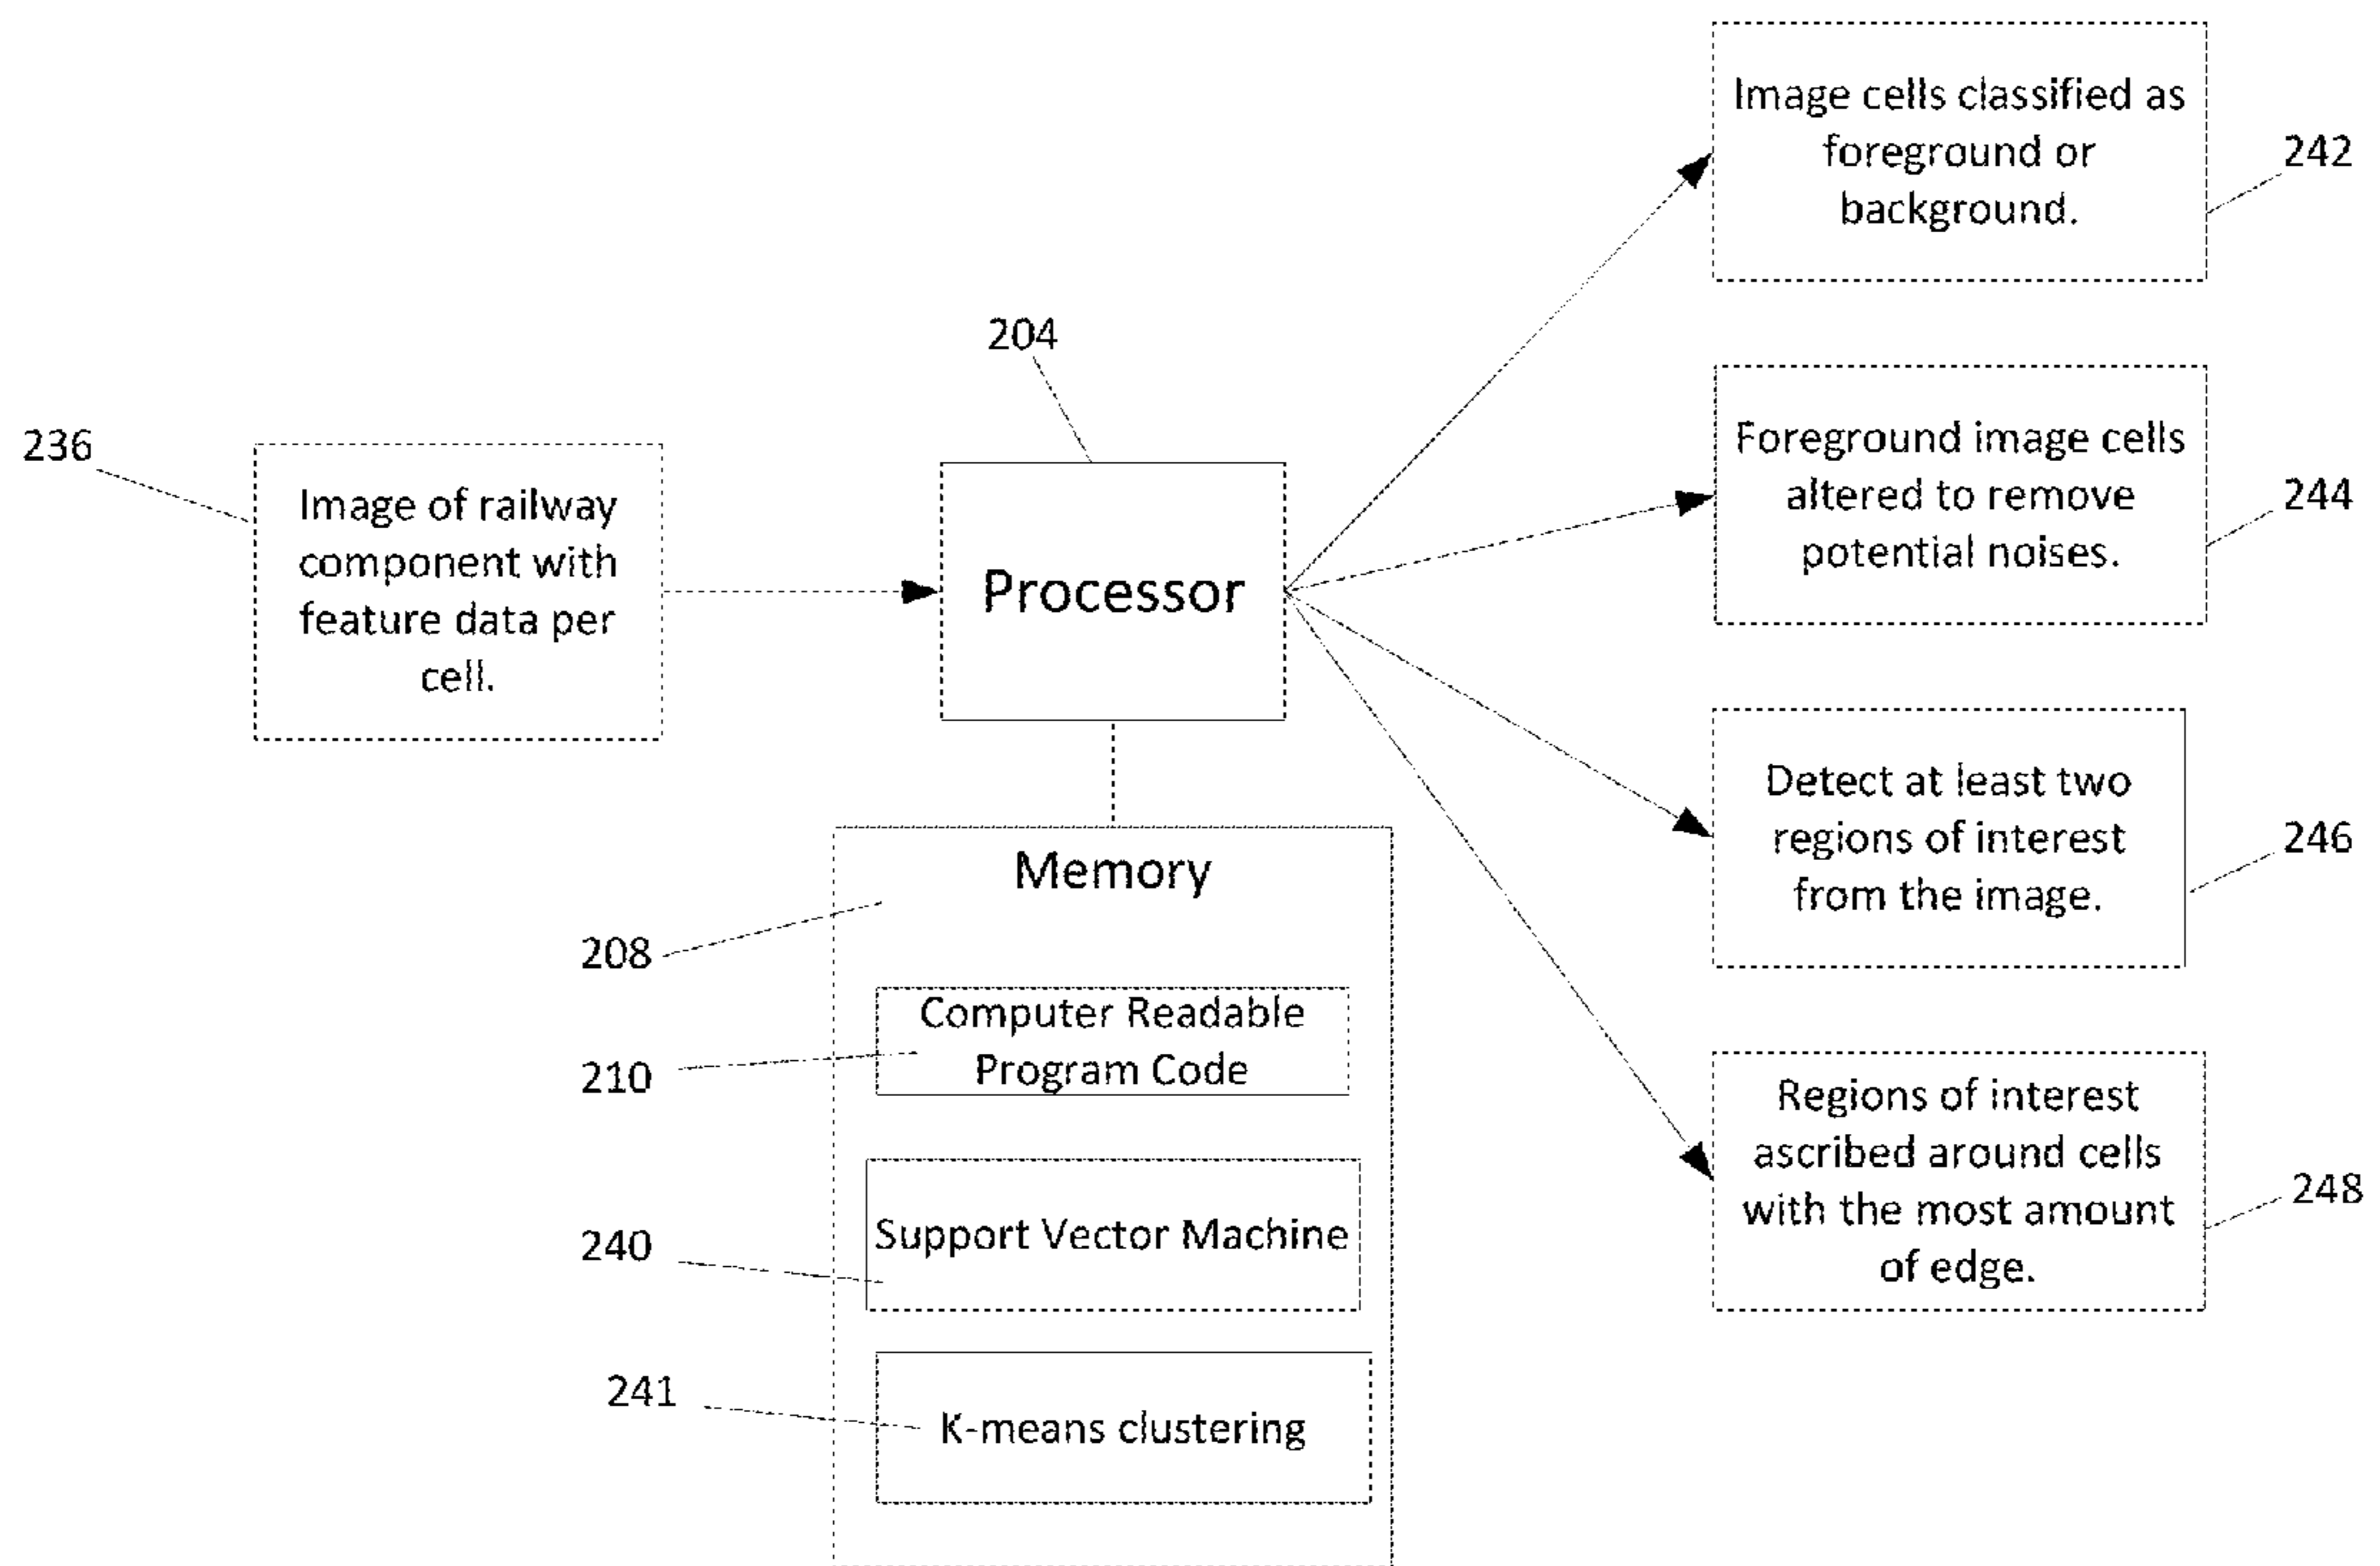 236
Image of railway
component with
feature data per
cell.
204
Processor
Memory
208
Computer Readable
Program Code
210
Support Vector Machine
240
K-means clustering
241
Image cells classified as
foreground or
background.
242
Foreground image cells
altered to remove
potential noises.
244
Detect at least two
regions of interest
from the image.
246
Regions of interest
ascribed around cells
with the most amount
of edge.
248